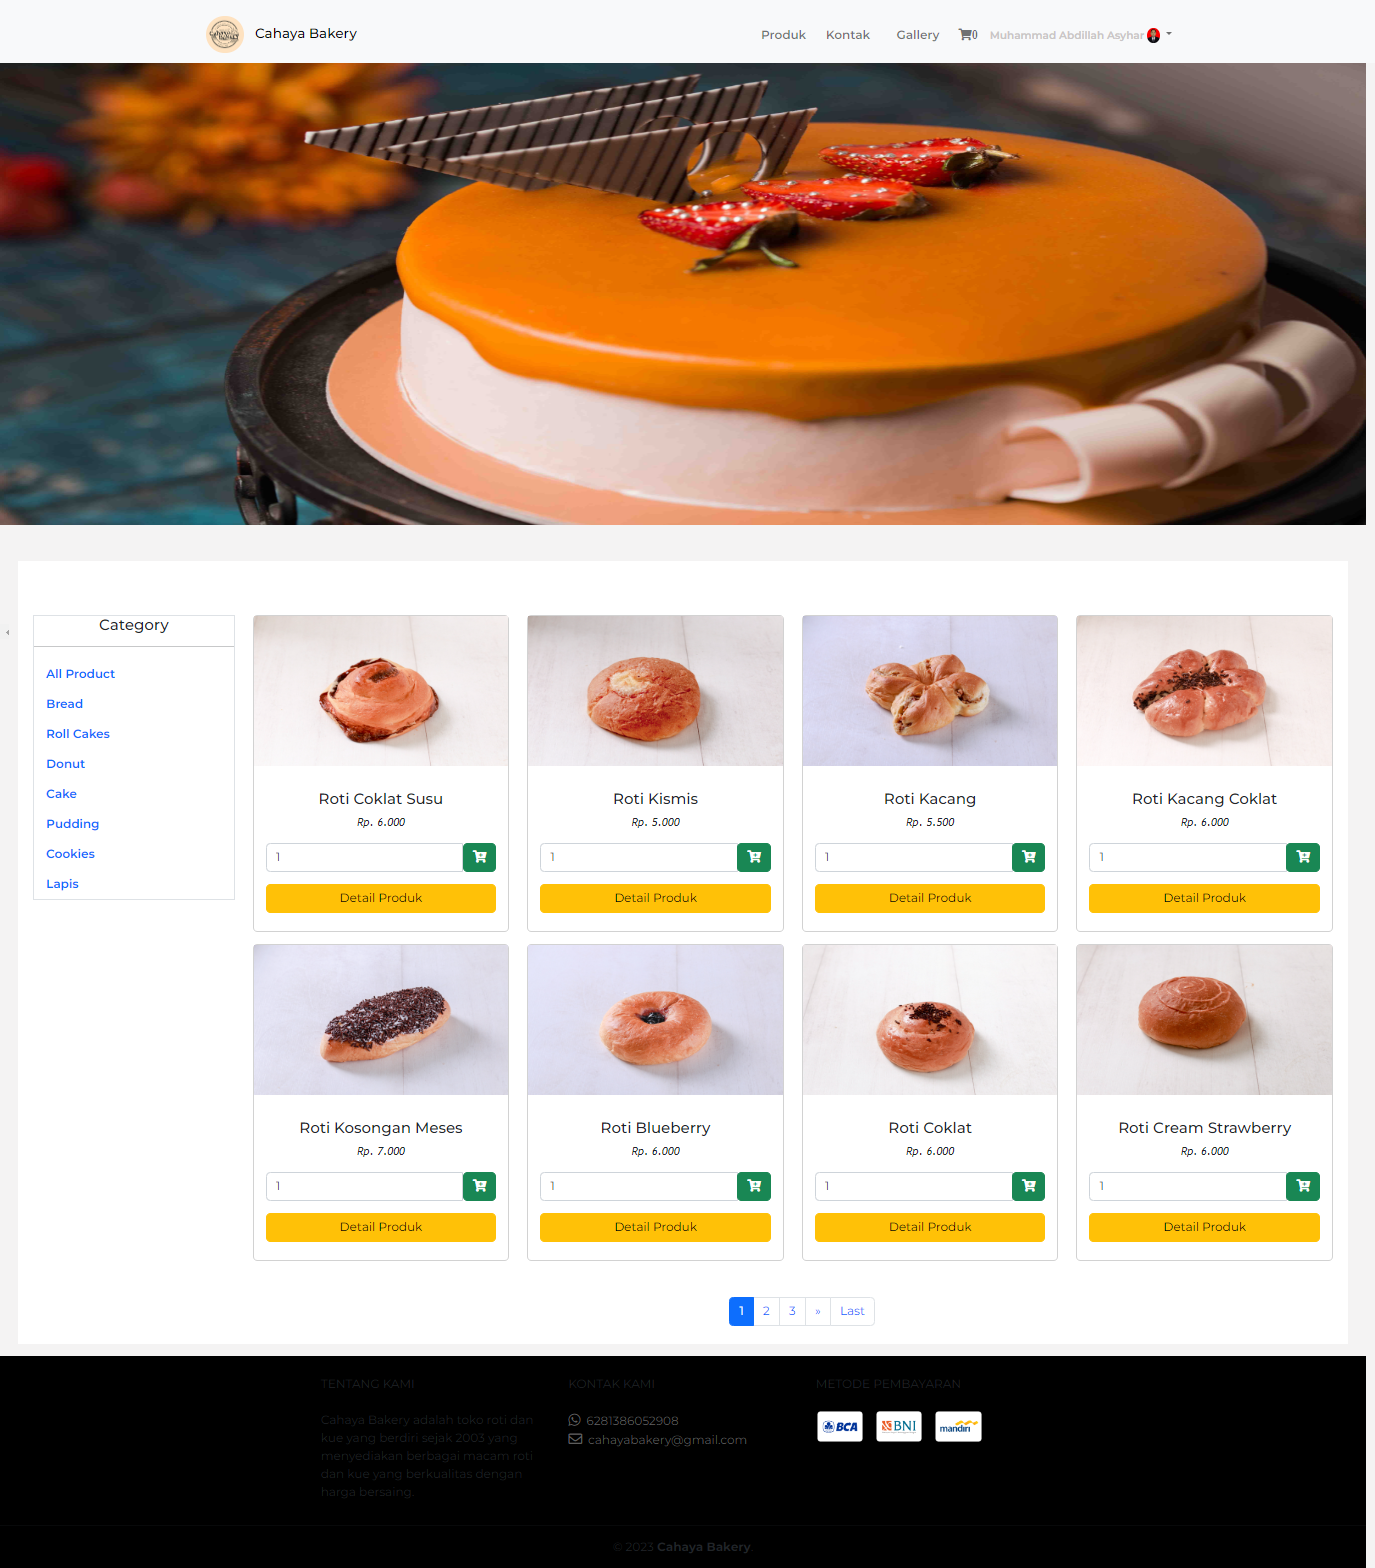 Cahaya Bakery
Produk Kontak Gallery 0 Muhammad Abdillah Asyhar
Category
All Product
Bread
Roll Cakes
Donut
Cake
Pudding
Cookies
Lapis
Roti Coklat Susu
Rp. 6.000
1
Detail Produk
Roti Kismis
Rp. 5.000
1
Detail Produk
Roti Kacang
Rp. 5.500
1
Detail Produk
Roti Kacang Coklat
Rp. 6.000
1
Detail Produk
Roti Kosongan Meses
Rp. 7.000
1
Detail Produk
Roti Blueberry
Rp. 6.000
1
Detail Produk
Roti Coklat
Rp. 6.000
1
Detail Produk
Roti Cream Strawberry
Rp. 6.000
1
Detail Produk
1 2 3 » Last
TENTANG KAMI
Cahaya Bakery adalah toko roti dan
kue yang berdiri sejak 2003 yang
menyediakan berbagai macam roti
dan kue yang berkualitas dengan
harga bersaing.
KONTAK KAMI
6281386052908
cahayabakery@gmail.com
METODE PEMBAYARAN
BCA BNI mandiri
© 2023 Cahaya Bakery